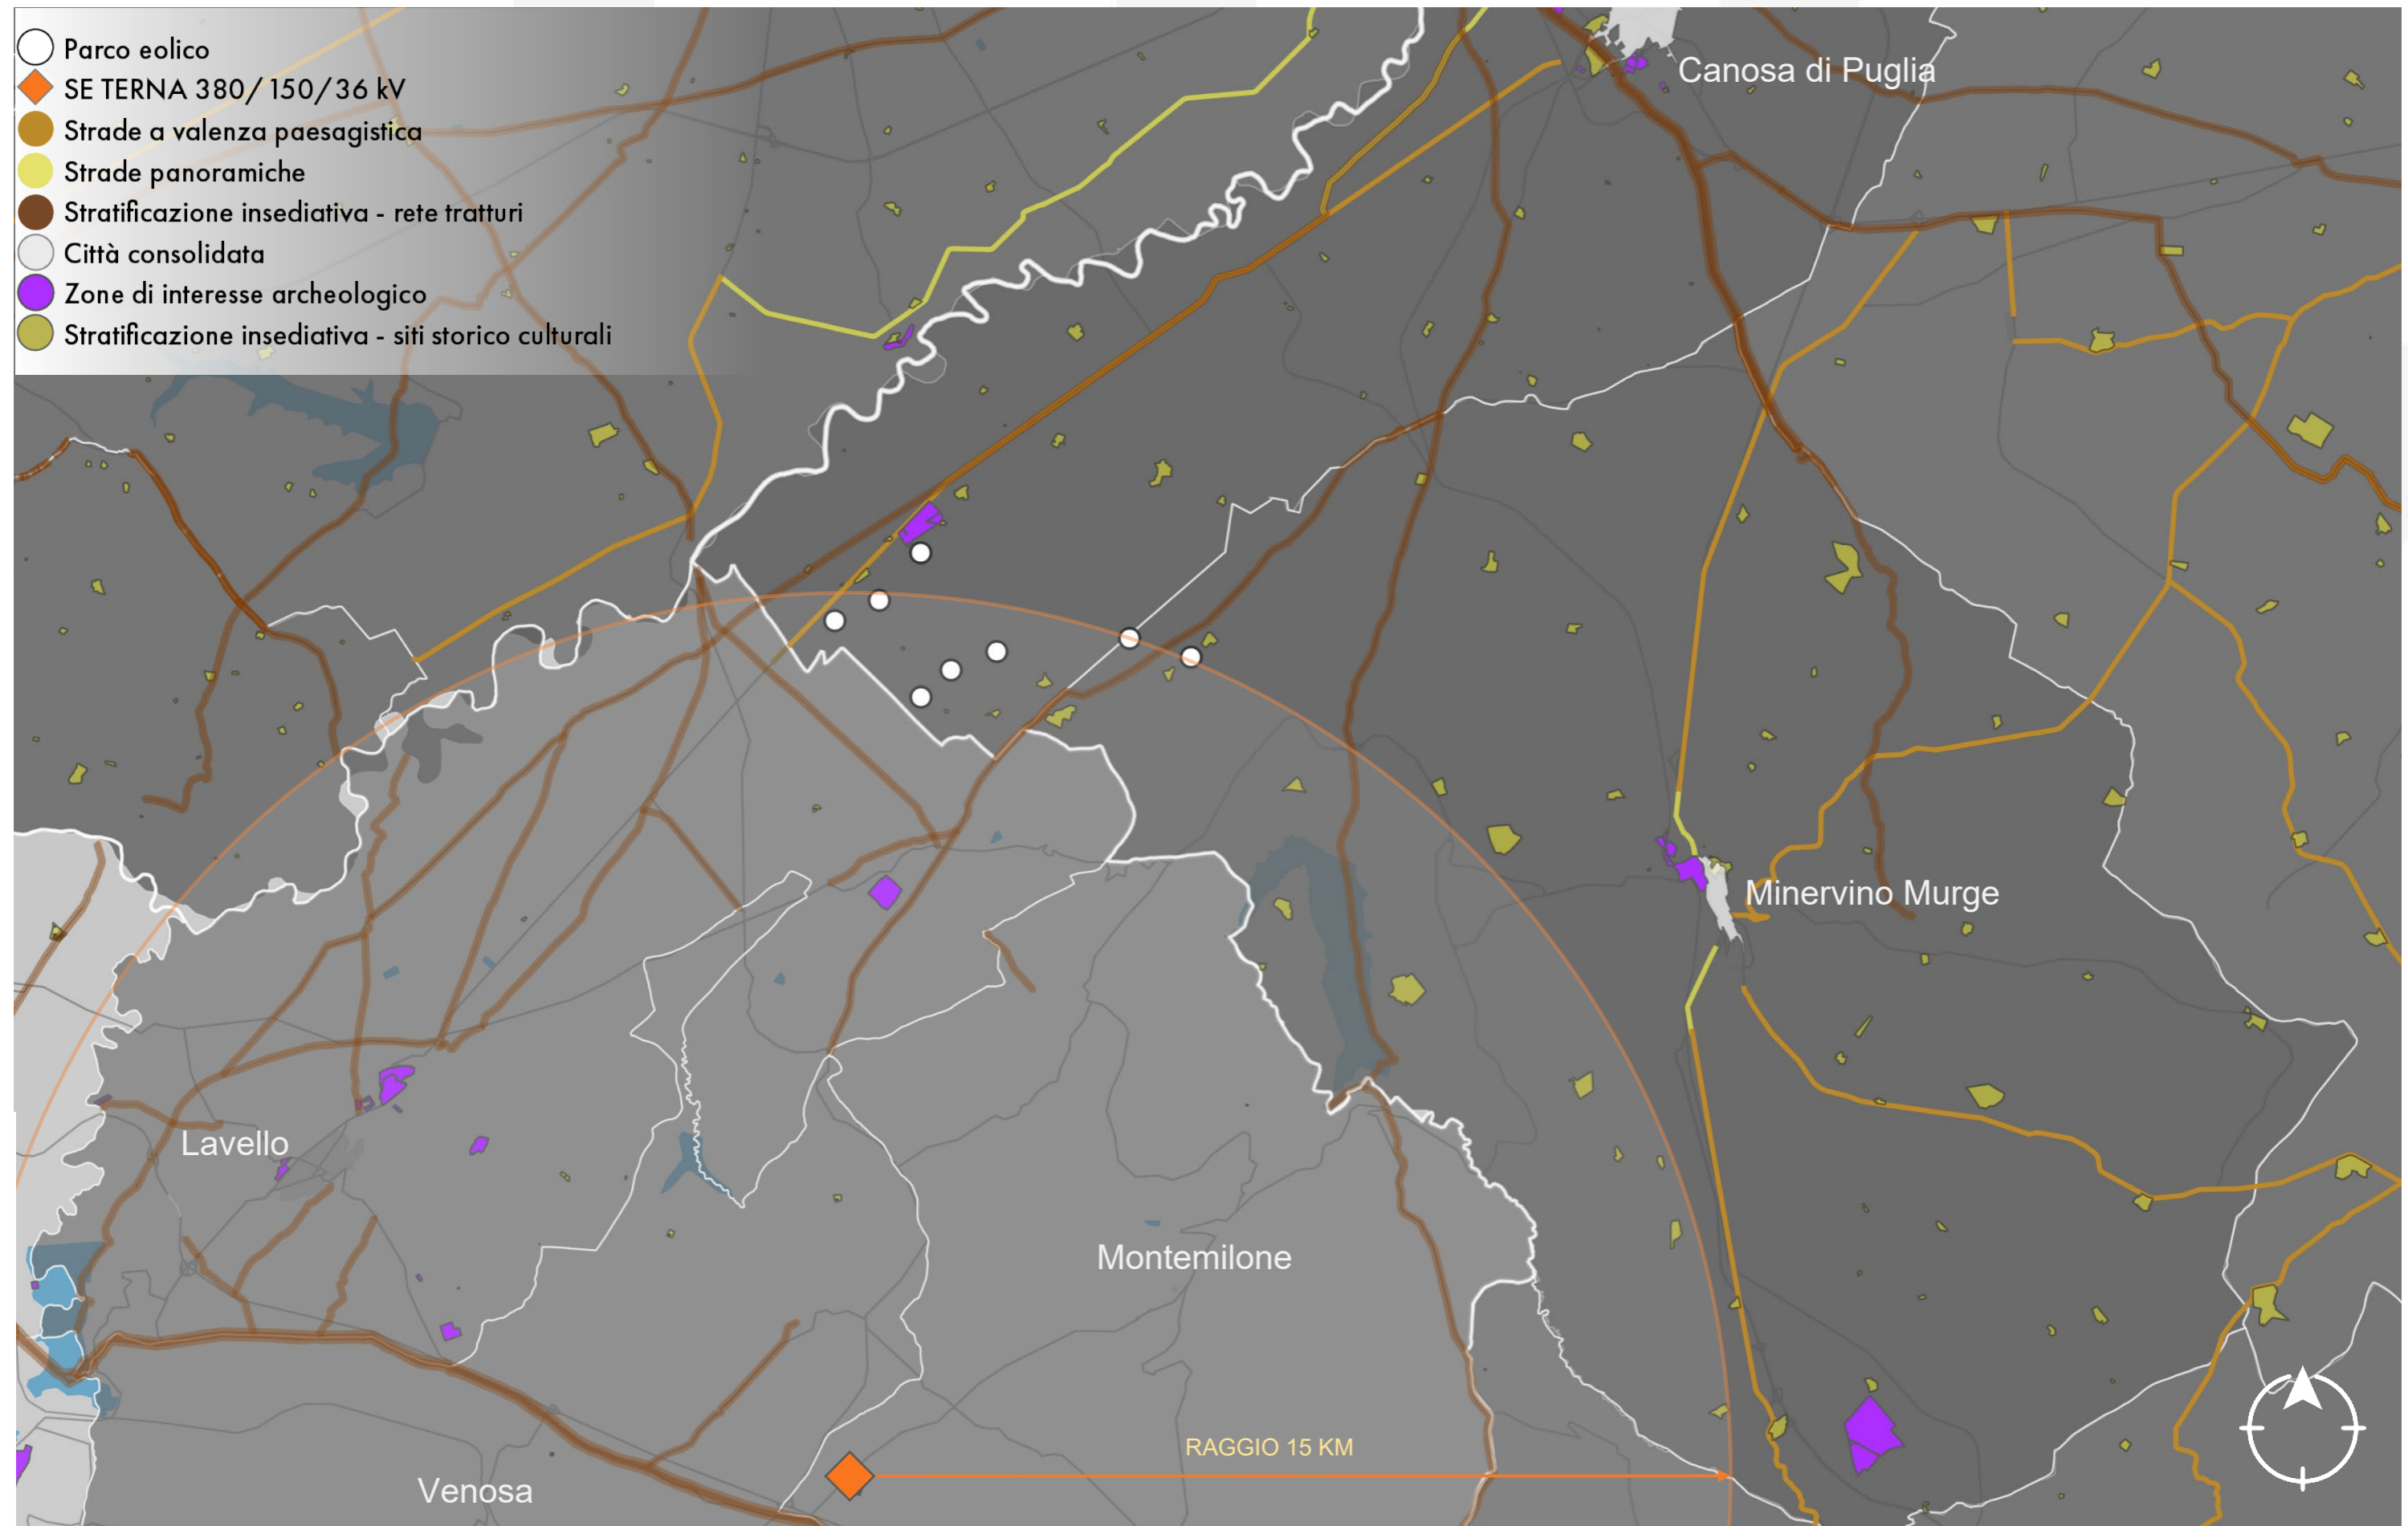 Parco eolico
SE TERNA 380/150/36 kV
Strade a valenza paesagistica
Strade panoramiche
Stratificazione insediativa - rete tratturi
Città consolidata
Zone di interesse archeologico
Stratificazione insediativa - siti storico culturali
Canosa di Puglia
Minervino Murge
Lavello
Montemilone
RAGGIO 15 KM
Venosa